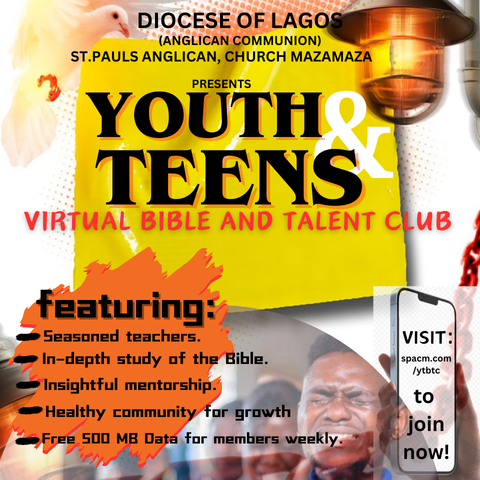 DIOCESE OF LAGOS
(ANGLICAN COMMUNION)
ST.PAULS ANGLICAN, CHURCH MAZAMAZA
PRESENTS
YOUTH &
TEENS
VIRTUAL BIBLE AND TALENT CLUB
featuring:
Seasoned teachers.
In-depth study of the Bible.
Insightful mentorship.
Healthy community for growth
Free 500 MB Data for members weekly.
VISIT:
spacm.com
/ytbtc
to
join
now!